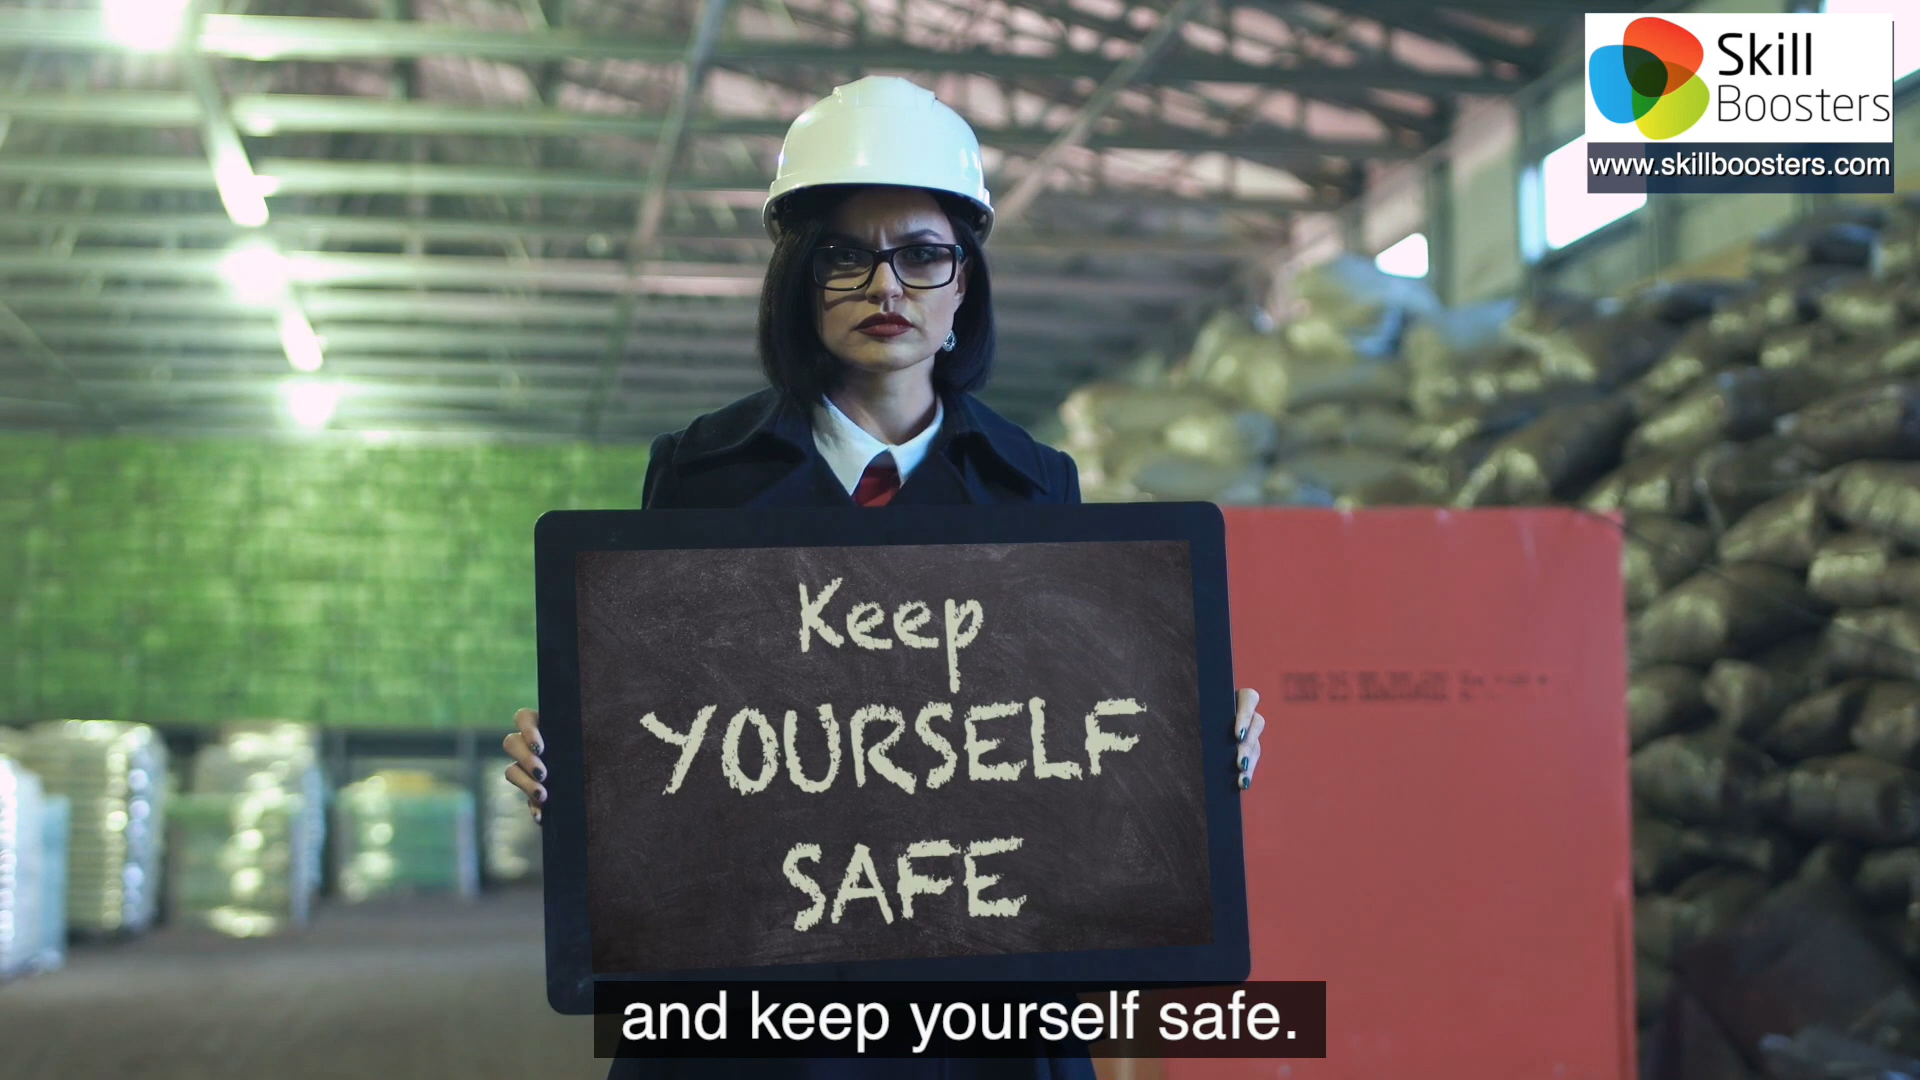 Skill
Boosters
www.skillboosters.com
Keep
YOURSELF
SAFE
and keep yourself safe.